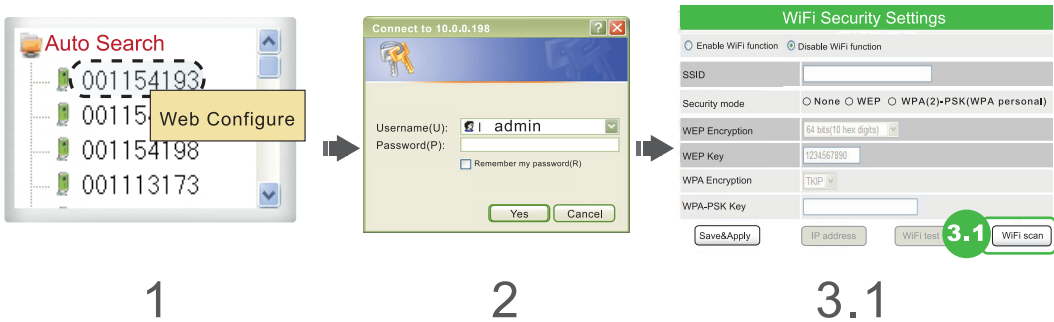 Auto Search
001154193
00115
Web Configure
001154198
001113173
1
Connect to 10.0.0.198
Username(U): admin
Password(P):
Remember my password(R)
Yes Cancel
2
WiFi Security Settings
Enable WiFi function Disable WiFi function
SSID
Security mode None WEP WPA(2)-PSK(WPA personal)
WEP Encryption 64 bits(10 hex digits)
WEP Key 1234567890
WPA Encryption TKIP
WPA-PSK Key
Save&Apply IP address WiFi test 3.1 WiFi scan
3.1